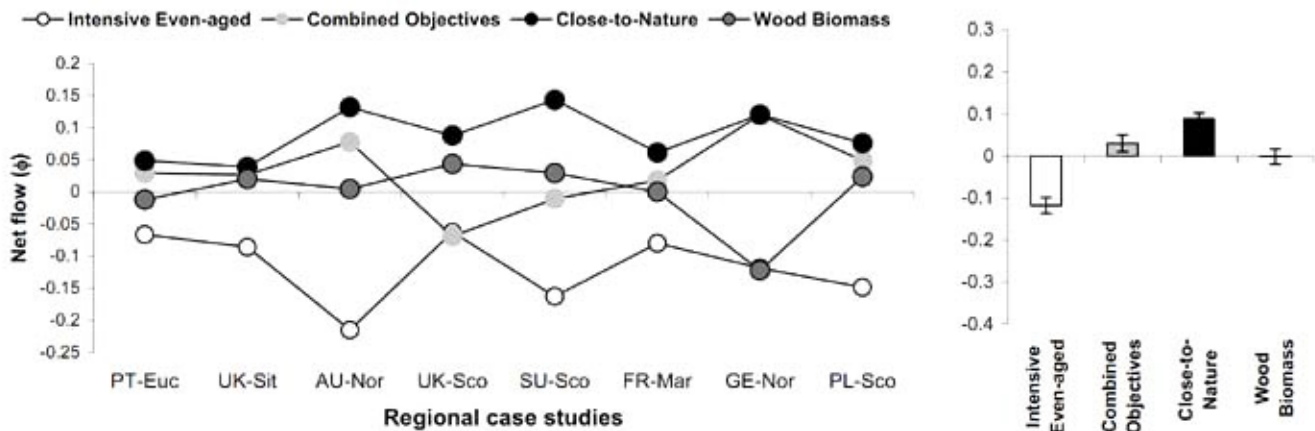 Intensive Even-aged Combined Objectives Close-to-Nature Wood Biomass
Net flow (ϕ)
0.2
0.15
0.1
0.05
0
-0.05
-0.1
-0.15
-0.2
-0.25
PT-Euc UK-Sit AU-Nor UK-Sco SU-Sco FR-Mar GE-Nor PL-Sco
Regional case studies
0.3
0.2
0.1
0
-0.1
-0.2
-0.3
-0.4
Intensive
Even-aged
Combined
Objectives
Close-to-
Nature
Wood
Biomass